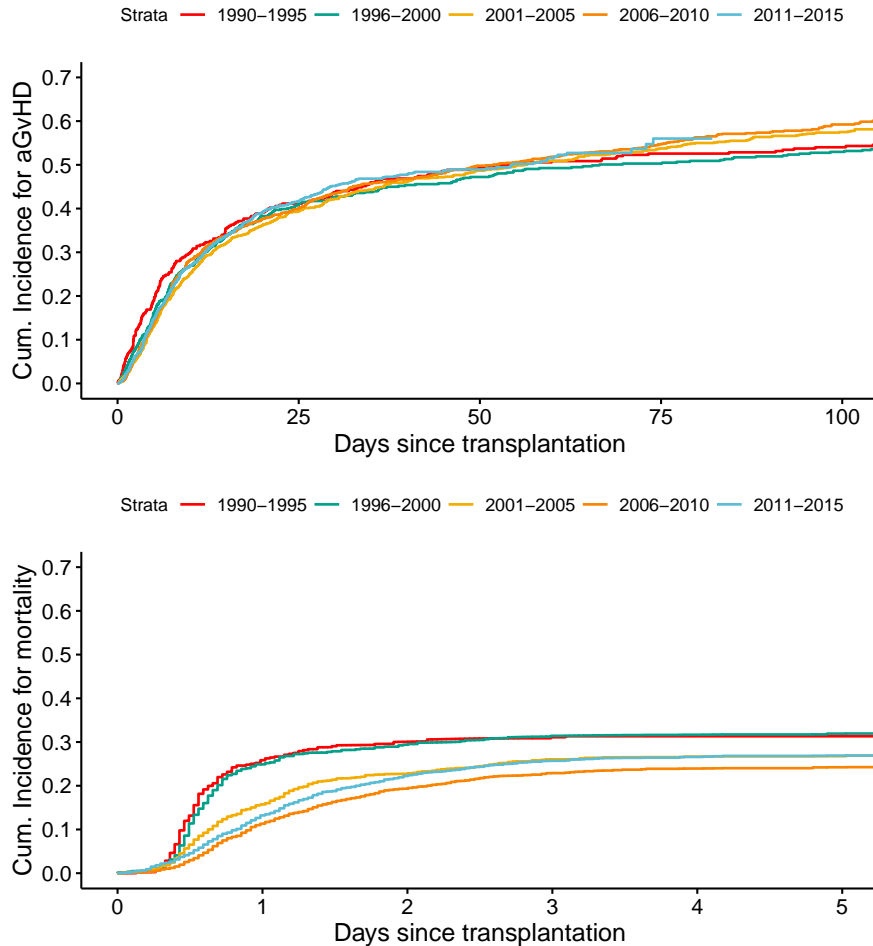 Strata 1990−1995 1996−2000 2001−2005 2006−2010 2011−2015
Cum. Incidence for aGvHD
0.7
0.6
0.5
0.4
0.3
0.2
0.1
0.0
0 25 50 75 100
Days since transplantation
Strata 1990−1995 1996−2000 2001−2005 2006−2010 2011−2015
Cum. Incidence for mortality
0.7
0.6
0.5
0.4
0.3
0.2
0.1
0.0
0 1 2 3 4 5
Days since transplantation